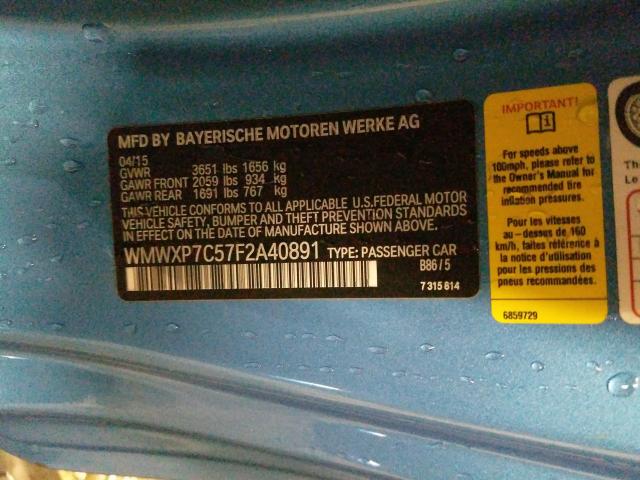 MFD BY BAYERISCHE MOTOREN WERKE AG
04/15
GVWR 3651 lbs 1656 kg
GAWR FRONT 2059 lbs 934 kg
GAWR REAR 1691 lbs 767 kg
THIS VEHICLE CONFORMS TO ALL APPLICABLE U.S.FEDERAL MOTOR
VEHICLE SAFETY, BUMPER AND THEFT PREVENTION STANDARDS
IN EFFECT ON THE DATE OF MANUFACTURE SHOWN ABOVE.
WMWXP7C57F2A40891 TYPE: PASSENGER CAR
B86/5
7 315 614
IMPORTANT!
For speeds above
100mph, please refer to
the Owner's Manual for
recommended tire
inflation pressures.
Pour les vitesses
au-dessus de 160
km/h, faites référence à
la notice d'utilisation
pour les pressions des
pneus recommandées.
6859729
Le